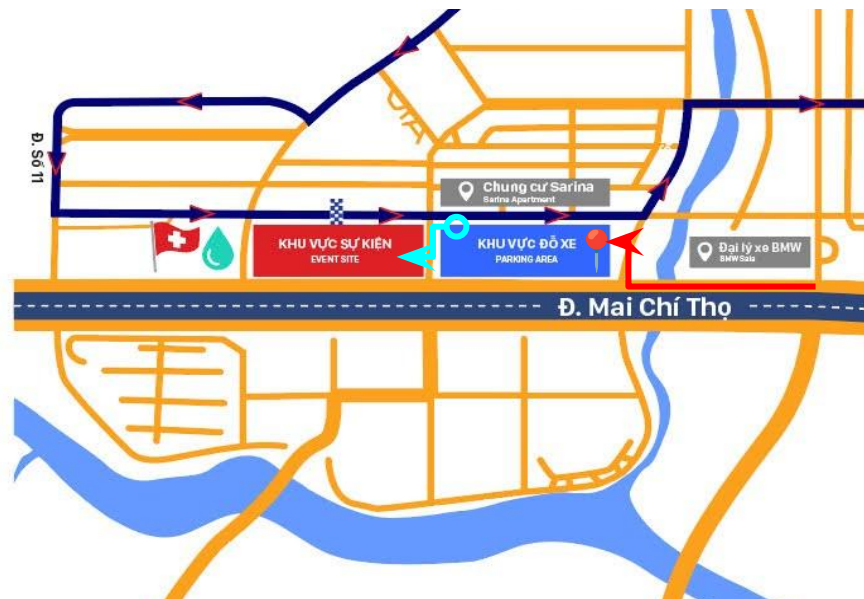 Đ. Số 11
Chung cư Sarina
Sarina Apartment
KHU VỰC SỰ KIỆN
EVENT SITE
KHU VỰC ĐỖ XE
PARKING AREA
Đại lý xe BMW
BMW Sala
Đ. Mai Chí Thọ